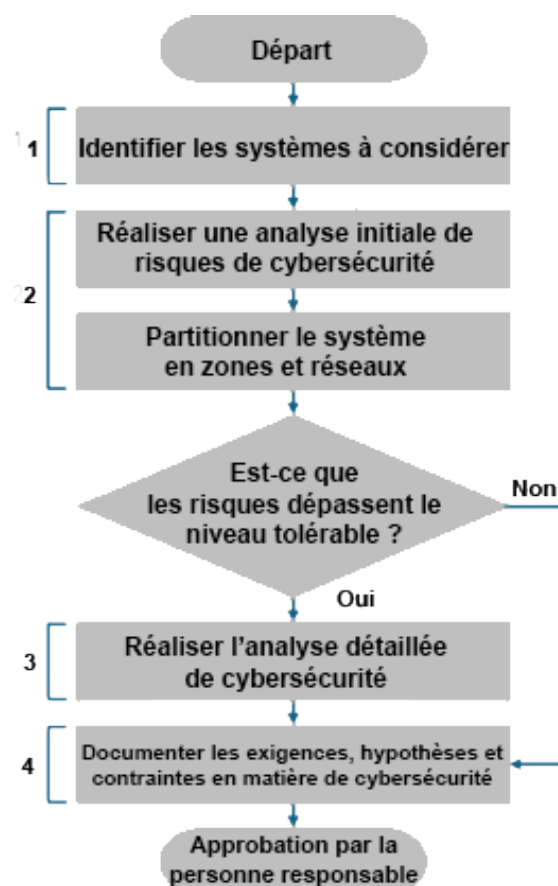 Départ
1
Identifier les systèmes à considérer
2
Réaliser une analyse initiale de
risques de cybersécurité
Partitionner le système
en zones et réseaux
Est-ce que
les risques dépassent le
niveau tolérable ?
Non
Oui
3
Réaliser l'analyse détaillée
de cybersécurité
4
Documenter les exigences, hypothèses et
contraintes en matière de cybersécurité
Approbation par la
personne responsable